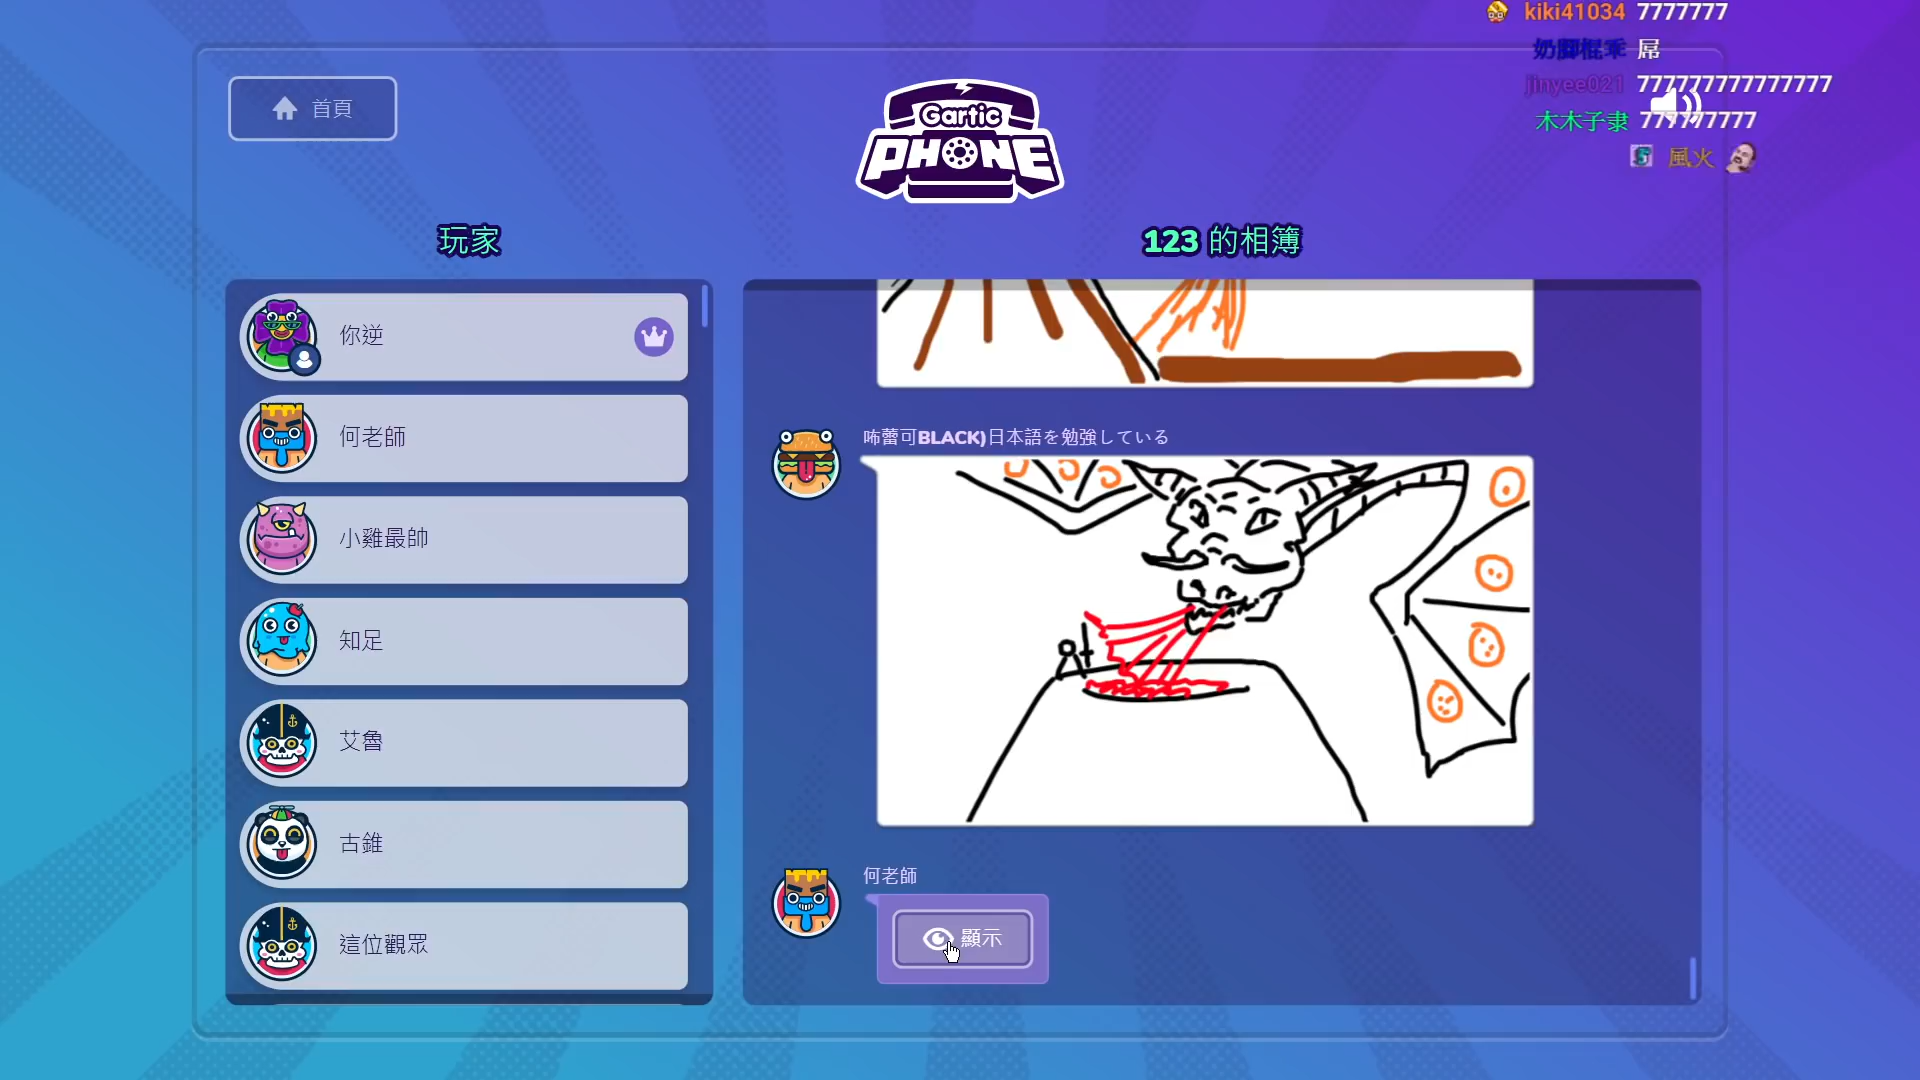 kiki41034 7777777
奶腳棍乖 屌
jinyee021 777777777777777
木木子隶 777777777
風火
首頁
Gartic
PHONE
玩家
123 的相簿
你逆
何老師
小雞最帥
知足
艾魯
古錐
這位觀眾
咘蕾可BLACK)日本語を勉強している
何老師
顯示